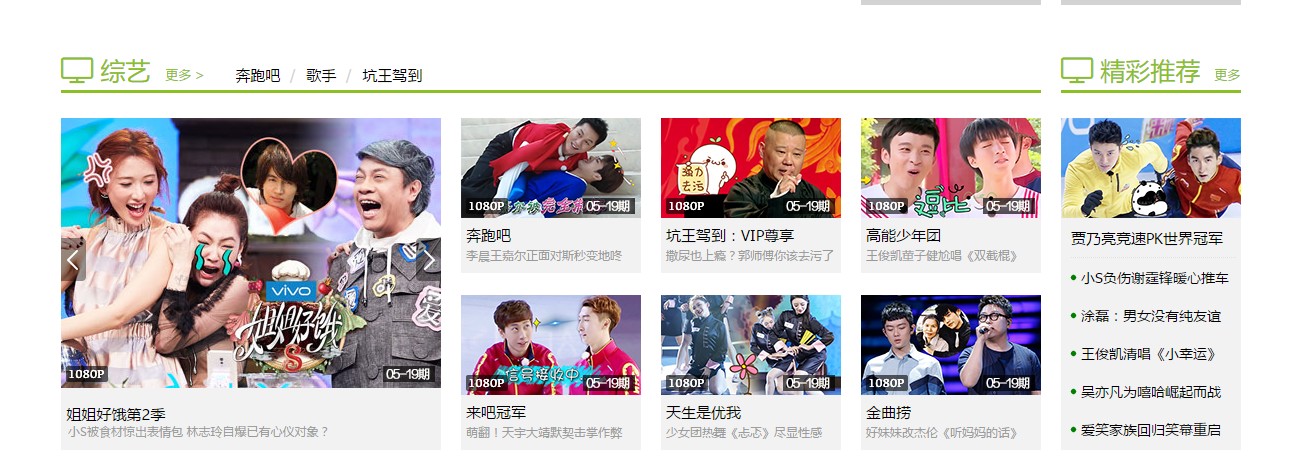 综艺 更多 > 奔跑吧 / 歌手 / 坑王驾到
精彩推荐 更多
vivo
姐姐好饿
S
1080P 05-19期
姐姐好饿第2季
小S被食材惊出表情包 林志玲自爆已有心仪对象？
1080P 05-19期
奔跑吧
李晨王嘉尔正面对斯秒变地咚
强力
去污
1080P 05-19期
坑王驾到：VIP尊享
撒尿也上瘾？郭师傅你该去污了
逗比
1080P 05-19期
高能少年团
王俊凯董子健尬唱《双截棍》
信号接收中
1080P 05-19期
来吧冠军
萌翻！天宇大靖默契击掌作弊
1080P 05-19期
天生是优我
少女团热舞《忐忑》尽显性感
1080P 05-19期
金曲捞
好妹妹改杰伦《听妈妈的话》
贾乃亮竞速PK世界冠军
小S负伤谢霆锋暖心推车
涂磊：男女没有纯友谊
王俊凯清唱《小幸运》
吴亦凡为嘻哈崛起而战
爱笑家族回归笑幂重启